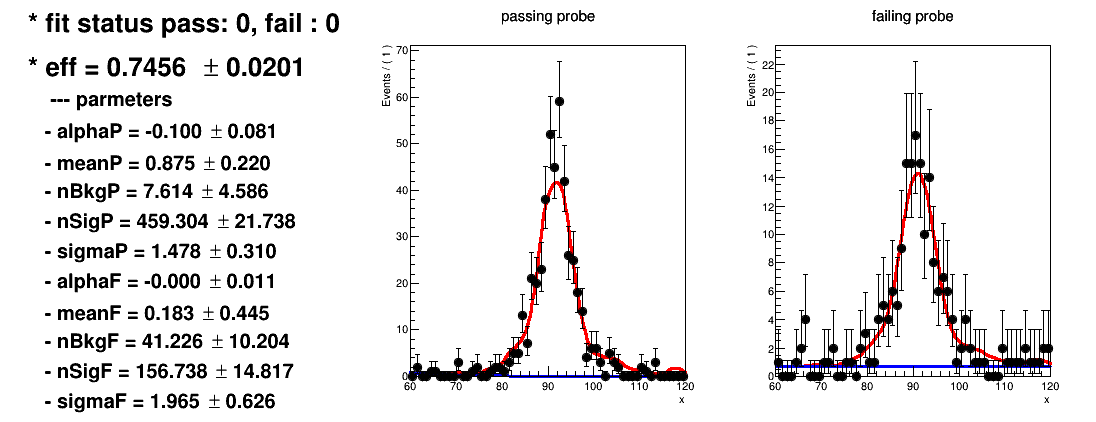 * fit status pass: 0, fail : 0
* eff = 0.7456 ± 0.0201
--- parmeters
- alphaP = -0.100 ± 0.081
- meanP = 0.875 ± 0.220
- nBkgP = 7.614 ± 4.586
- nSigP = 459.304 ± 21.738
- sigmaP = 1.478 ± 0.310
- alphaF = -0.000 ± 0.011
- meanF = 0.183 ± 0.445
- nBkgF = 41.226 ± 10.204
- nSigF = 156.738 ± 14.817
- sigmaF = 1.965 ± 0.626
passing probe
Events / ( 1 )
70
60
50
40
30
20
10
0
60 70 80 90 100 110 120
x
failing probe
Events / ( 1 )
22
20
18
16
14
12
10
8
6
4
2
0
60 70 80 90 100 110 120
x